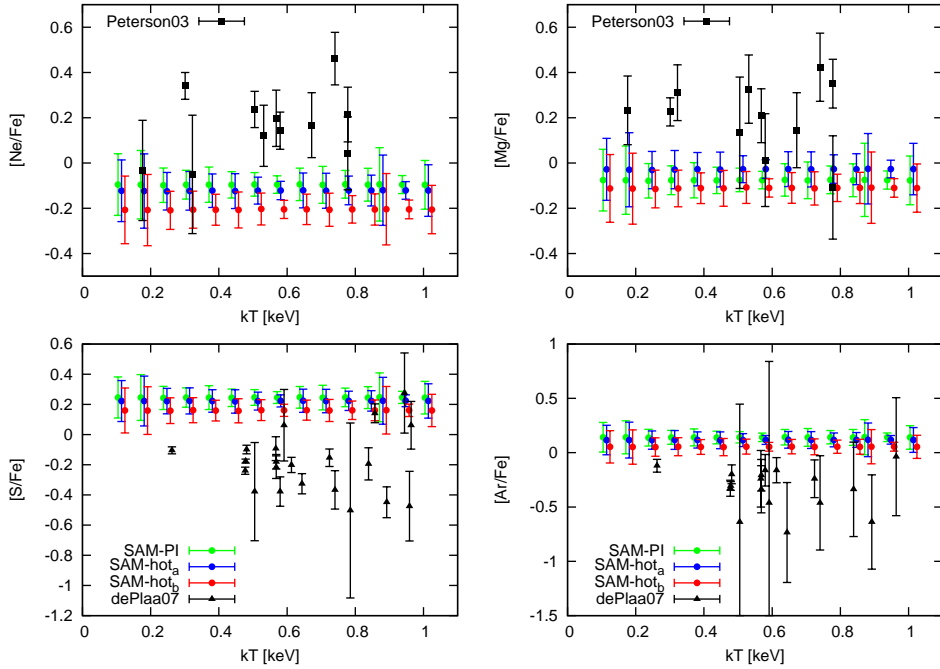 Peterson03
[Ne/Fe]
0.6
0.4
0.2
0
-0.2
-0.4
0 0.2 0.4 0.6 0.8 1
kT [keV]
Peterson03
[Mg/Fe]
0.6
0.4
0.2
0
-0.2
-0.4
0 0.2 0.4 0.6 0.8 1
kT [keV]
[S/Fe]
0.6
0.4
0.2
0
-0.2
-0.4
-0.6
-0.8
-1
-1.2
SAM-PI
SAM-hot_a
SAM-hot_b
dePlaa07
0 0.2 0.4 0.6 0.8 1
kT [keV]
[Ar/Fe]
1
0.5
0
-0.5
-1
-1.5
SAM-PI
SAM-hot_a
SAM-hot_b
dePlaa07
0 0.2 0.4 0.6 0.8 1
kT [keV]